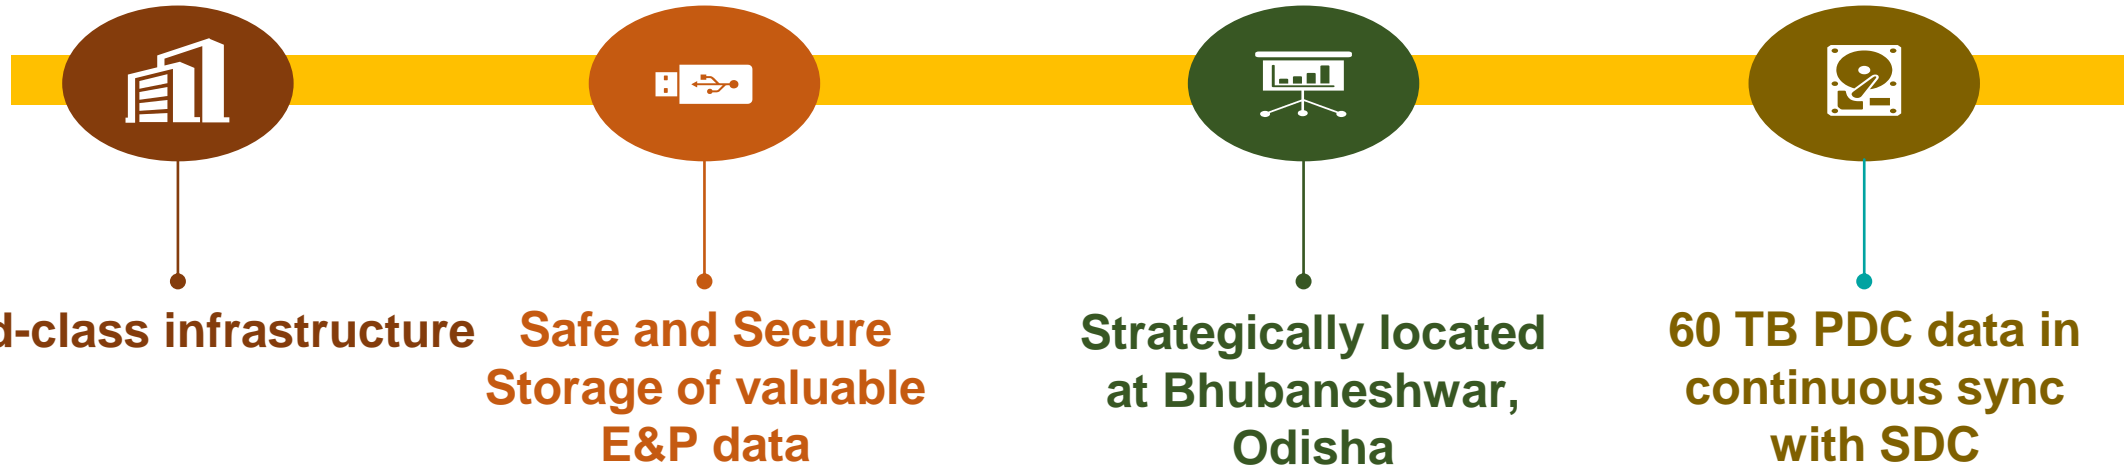 d-class infrastructure
Safe and Secure
Storage of valuable
E&P data
Strategically located
at Bhubaneshwar,
Odisha
60 TB PDC data in
continuous sync
with SDC